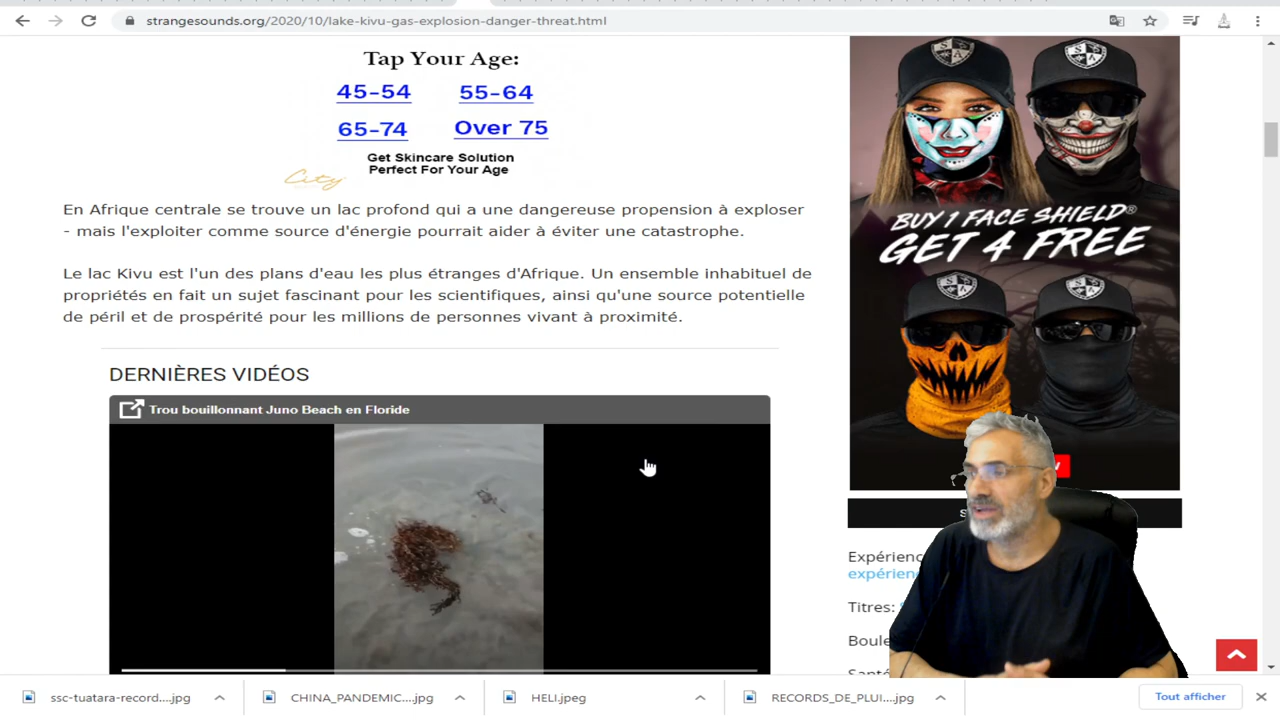 strangesounds.org/2020/10/lake-kivu-gas-explosion-danger-threat.html
Tap Your Age:
45-54 55-64
65-74 Over 75
Get Skincare Solution
Perfect For Your Age
City
En Afrique centrale se trouve un lac profond qui a une dangereuse propension à exploser
- mais l'exploiter comme source d'énergie pourrait aider à éviter une catastrophe.
Le lac Kivu est l'un des plans d'eau les plus étranges d'Afrique. Un ensemble inhabituel de
propriétés en fait un sujet fascinant pour les scientifiques, ainsi qu'une source potentielle
de péril et de prospérité pour les millions de personnes vivant à proximité.
DERNIÈRES VIDÉOS
Trou bouillonnant Juno Beach en Floride
BUY 1 FACE SHIELD®
GET 4 FREE
Titres:
ssc-tuatara-record....jpg
CHINA_PANDEMIC....jpg
HELI.jpeg
RECORDS_DE_PLUI....jpg
Tout afficher